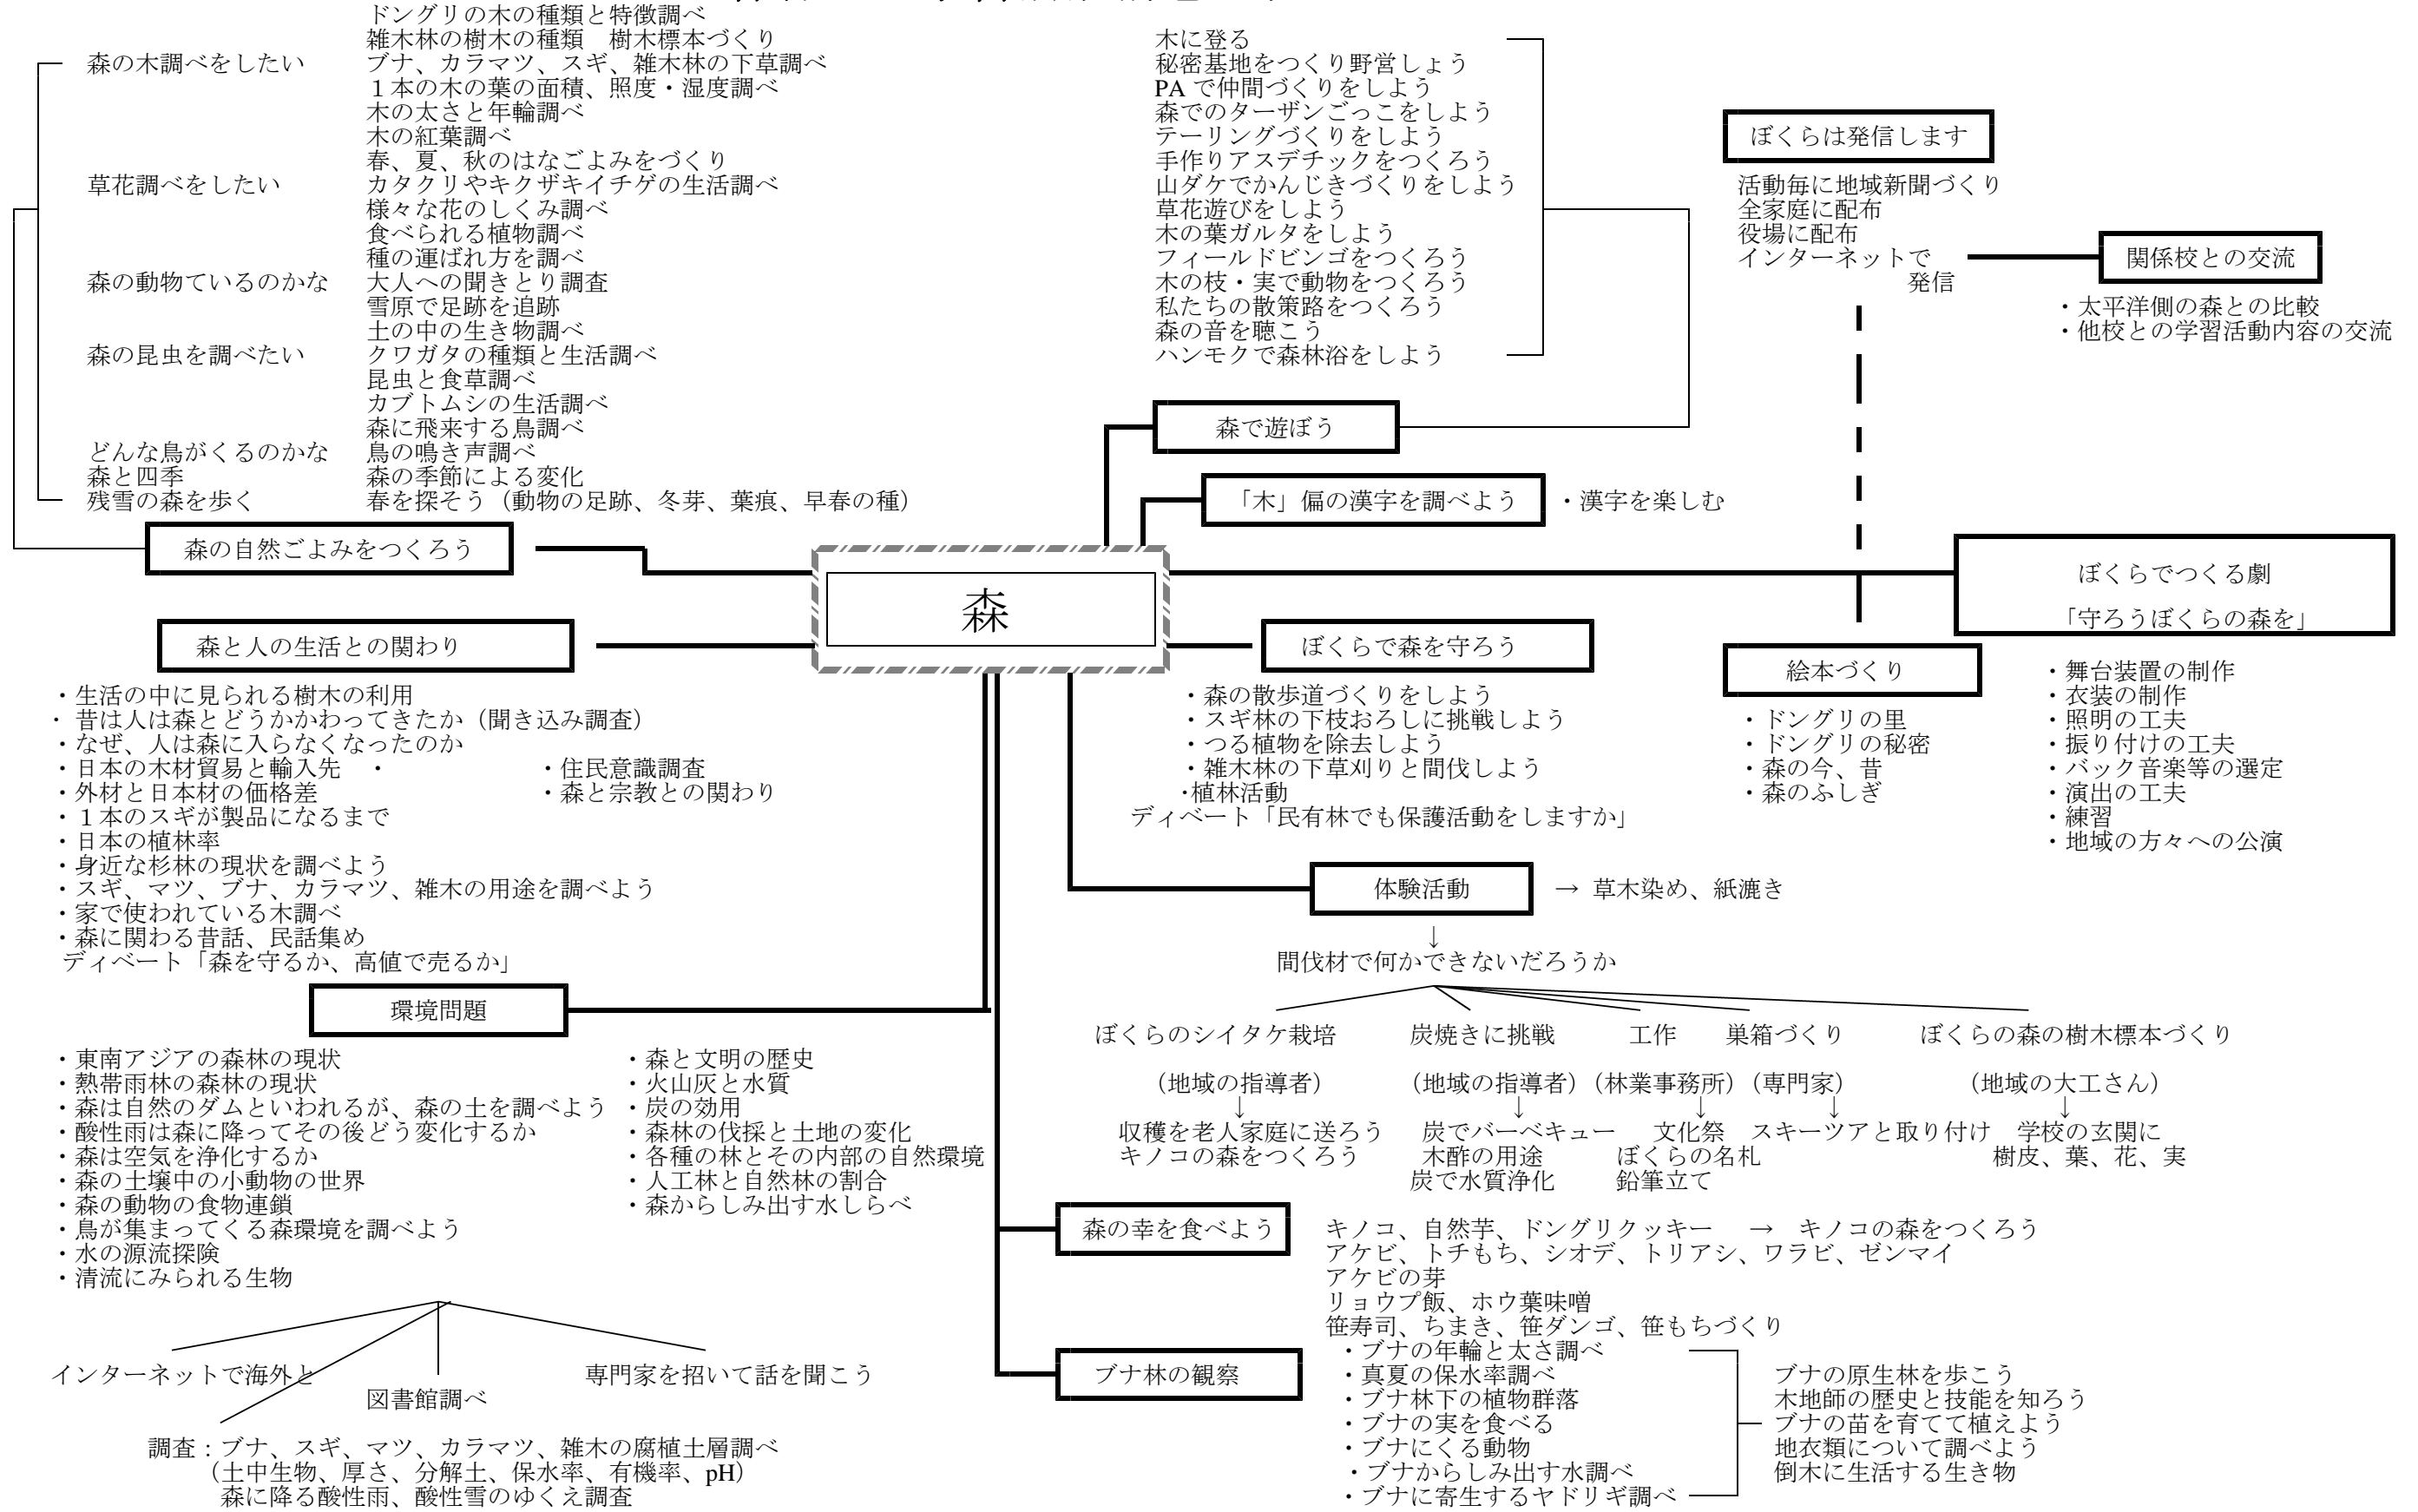 ドングリの木の種類と特徴調べ
雑木林の樹木の種類　樹木標本づくり
森の木調べをしたい
ブナ、カラマツ、スギ、雑木林の下草調べ
１本の木の葉の面積、照度・湿度調べ
木の太さと年輪調べ
木の紅葉調べ
春、夏、秋のはなごよみをづくり
草花調べをしたい
カタクリやキクザキイチゲの生活調べ
様々な花のしくみ調べ
食べられる植物調べ
種の運ばれ方を調べ
森の動物ているのかな
大人への聞きとり調査
雪原で足跡を追跡
土の中の生き物調べ
森の昆虫を調べたい
クワガタの種類と生活調べ
昆虫と食草調べ
カブトムシの生活調べ
森に飛来する鳥調べ
どんな鳥がくるのかな
鳥の鳴き声調べ
森と四季
森の季節による変化
残雪の森を歩く
春を探そう（動物の足跡、冬芽、葉痕、早春の種）
森の自然ごよみをつくろう
木に登る
秘密基地をつくり野営しょう
PA で仲間づくりをしよう
森でのターザンごっこをしよう
テーリングづくりをしよう
手作りアスデチックをつくろう
山ダケでかんじきづくりをしよう
草花遊びをしよう
木の葉ガルタをしよう
フィールドビンゴをつくろう
木の枝・実で動物をつくろう
私たちの散策路をつくろう
森の音を聴こう
ハンモクで森林浴をしよう
森で遊ぼう
「木」偏の漢字を調べよう
・漢字を楽しむ
ぼくらは発信します
活動毎に地域新聞づくり
全家庭に配布
役場に配布
インターネットで
発信
関係校との交流
・太平洋側の森との比較
・他校との学習活動内容の交流
森
ぼくらでつくる劇
「守ろうぼくらの森を」
・舞台装置の制作
・衣装の制作
・照明の工夫
・振り付けの工夫
・バック音楽等の選定
・演出の工夫
・練習
・地域の方々への公演
絵本づくり
・ドングリの里
・ドングリの秘密
・森の今、昔
・森のふしぎ
ぼくらで森を守ろう
・森の散歩道づくりをしよう
・スギ林の下枝おろしに挑戦しよう
・つる植物を除去しよう
・雑木林の下草刈りと間伐しよう
・植林活動
ディベート「民有林でも保護活動をしますか」
森と人の生活との関わり
・生活の中に見られる樹木の利用
・昔は人は森とどうかかわってきたか（聞き込み調査）
・なぜ、人は森に入らなくなったのか
・日本の木材貿易と輸入先　・
・住民意識調査
・外材と日本材の価格差
・森と宗教との関わり
・１本のスギが製品になるまで
・日本の植林率
・身近な杉林の現状を調べよう
・スギ、マツ、ブナ、カラマツ、雑木の用途を調べよう
・家で使われている木調べ
・森に関わる昔話、民話集め
ディベート「森を守るか、高値で売るか」
体験活動
→ 草木染め、紙漉き
↓
間伐材で何かできないだろうか
ぼくらのシイタケ栽培
炭焼きに挑戦
工作
巣箱づくり
ぼくらの森の樹木標本づくり
（地域の指導者）
（地域の指導者）
（林業事務所）
（専門家）
（地域の大工さん）
↓
↓
↓
↓
↓
収穫を老人家庭に送ろう
炭でバーベキュー
文化祭
スキーツアと取り付け
学校の玄関に
キノコの森をつくろう
木酢の用途
ぼくらの名札
樹皮、葉、花、実
炭で水質浄化
鉛筆立て
環境問題
・東南アジアの森林の現状
・熱帯雨林の森林の現状
・森は自然のダムといわれるが、森の土を調べよう
・酸性雨は森に降ってその後どう変化するか
・森は空気を浄化するか
・森の土壌中の小動物の世界
・森の動物の食物連鎖
・鳥が集まってくる森環境を調べよう
・水の源流探険
・清流にみられる生物
・森と文明の歴史
・火山灰と水質
・炭の効用
・森林の伐採と土地の変化
・各種の林とその内部の自然環境
・人工林と自然林の割合
・森からしみ出す水しらべ
インターネットで海外と
図書館調べ
専門家を招いて話を聞こう
調査：ブナ、スギ、マツ、カラマツ、雑木の腐植土層調べ
（土中生物、厚さ、分解土、保水率、有機率、pH）
森に降る酸性雨、酸性雪のゆくえ調査
森の幸を食べよう
キノコ、自然芋、ドングリクッキー　→　キノコの森をつくろう
アケビ、トチもち、シオデ、トリアシ、ワラビ、ゼンマイ
アケビの芽
リョウプ飯、ホウ葉味噌
笹寿司、ちまき、笹ダンゴ、笹もちづくり
ブナ林の観察
・ブナの年輪と太さ調べ
・真夏の保水率調べ
・ブナ林下の植物群落
・ブナの実を食べる
・ブナにくる動物
・ブナからしみ出す水調べ
・ブナに寄生するヤドリギ調べ
ブナの原生林を歩こう
木地師の歴史と技能を知ろう
ブナの苗を育てて植えよう
地衣類について調べよう
倒木に生活する生き物